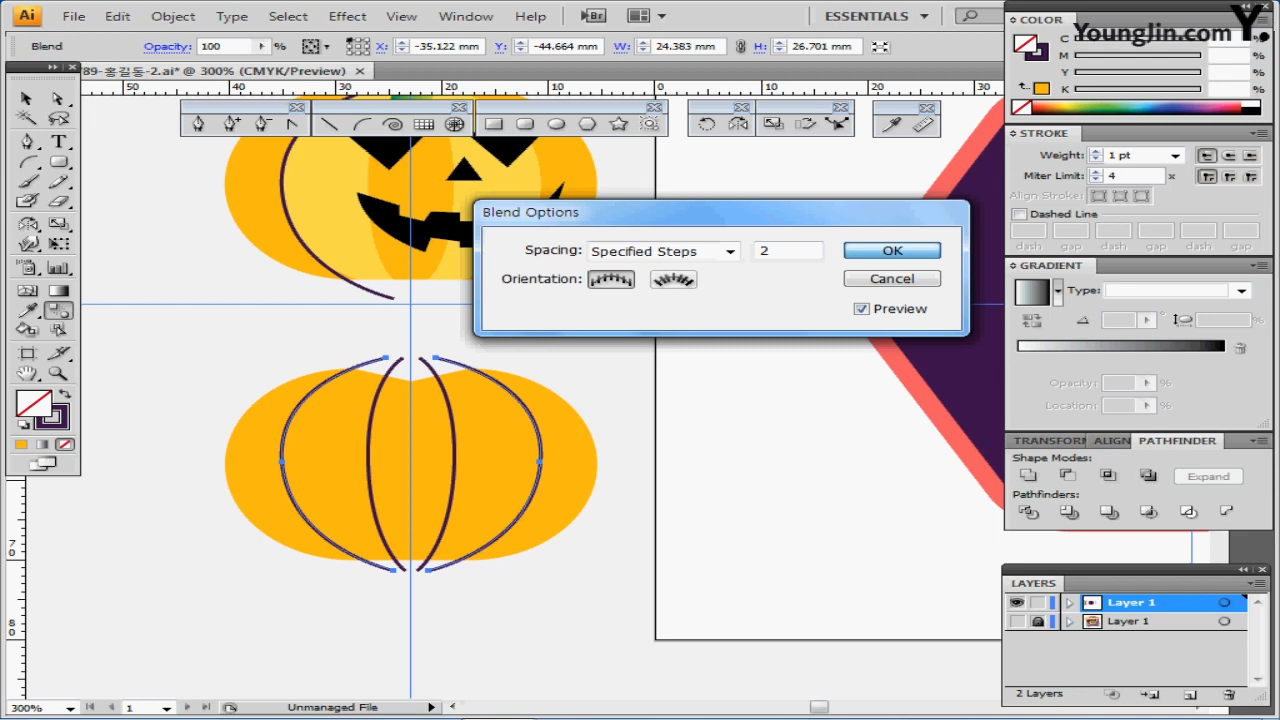 Ai File Edit Object Type Select Effect View Window Help Br ESSENTIALS
Blend Opacity: 100 % X: -35.122 mm Y: -44.664 mm W: 24.383 mm H: 26.701 mm
89-홍길동-2.ai* @ 300% (CMYK/Preview)
50 40 30 20 10 0 10 20 30
COLOR
YoungJin.com Y.
C %
M %
Y %
K %
STROKE
Weight: 1 pt
Miter Limit: 4 x
Align Stroke:
Dashed Line
dash gap dash gap dash gap
GRADIENT
Type:
Opacity: %
Location: %
Blend Options
Spacing: Specified Steps 2 OK
Orientation: Cancel
Preview
TRANSFORM ALIGN PATHFINDER
Shape Modes:
Expand
Pathfinders:
T
70
80
LAYERS
Layer 1
Layer 1
2 Layers
300% 1 Unmanaged File